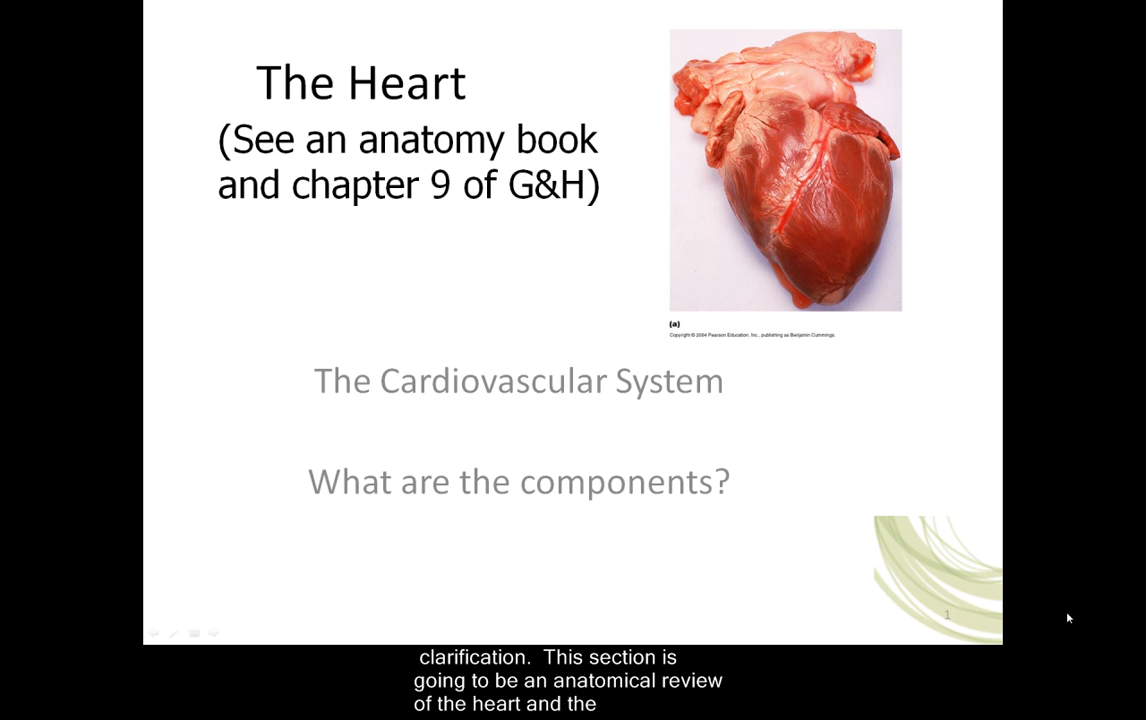 The Heart
(See an anatomy book
and chapter 9 of G&H)
(a)
Copyright © 2004 Pearson Education, Inc., publishing as Benjamin Cummings.
The Cardiovascular System
What are the components?
1
clarification.  This section is
going to be an anatomical review
of the heart and the